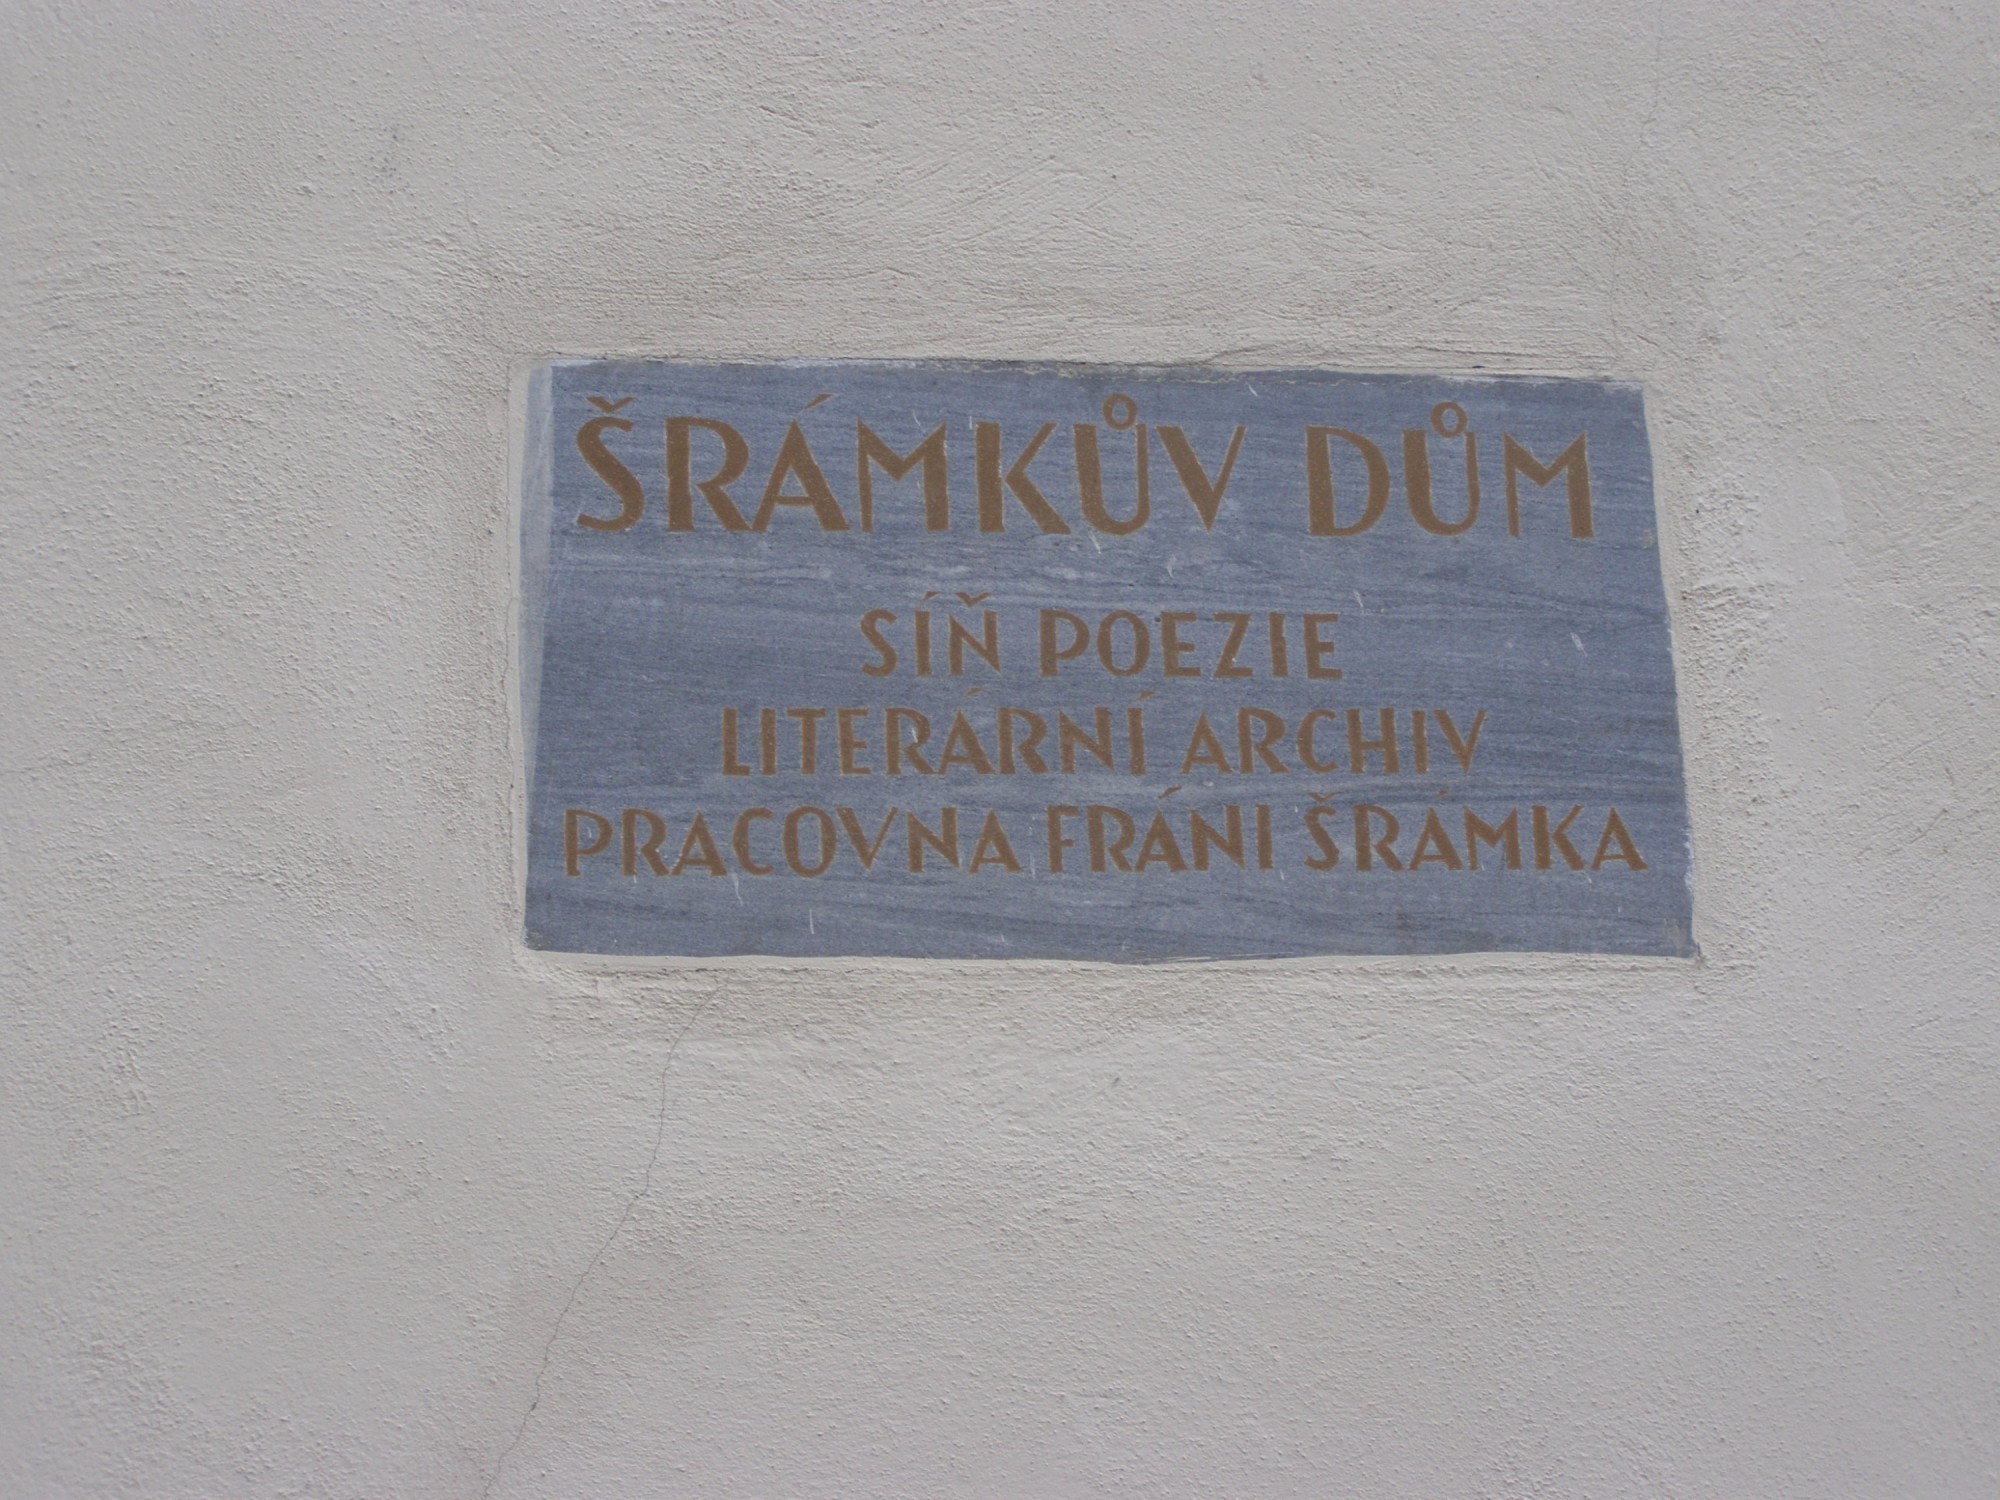 ŠRÁMKŮV DŮM
SÍŇ POEZIE
LITERÁRNÍ ARCHIV
PRACOVNA FRÁNI ŠRÁMKA